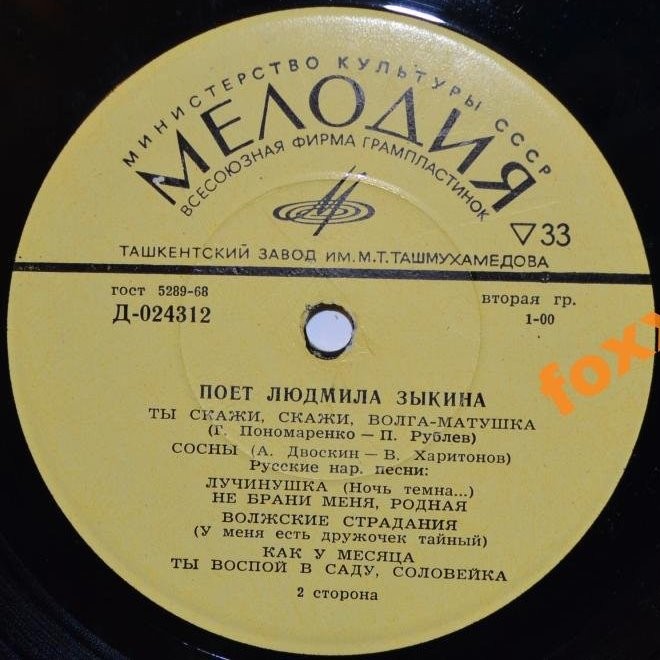 МИНИСТЕРСТВО КУЛЬТУРЫ СССР
МЕЛОДИЯ
ВСЕСОЮЗНАЯ ФИРМА ГРАМПЛАСТИНОК
▽33
ТАШКЕНТСКИЙ ЗАВОД ИМ. М. Т. ТАШМУХАМЕДОВА
гост 5289-68
вторая гр.
Д-024312
1-00
ПОЕТ ЛЮДМИЛА ЗЫКИНА
ТЫ СКАЖИ, СКАЖИ, ВОЛГА-МАТУШКА
(Г. Пономаренко — П. Рублев)
СОСНЫ (А. Двоскин — В. Харитонов)
Русские нар. песни:
ЛУЧИНУШКА (Ночь темна...)
НЕ БРАНИ МЕНЯ, РОДНАЯ
ВОЛЖСКИЕ СТРАДАНИЯ
(У меня есть дружочек тайный)
КАК У МЕСЯЦА
ТЫ ВОСПОЙ В САДУ, СОЛОВЕЙКА
2 сторона